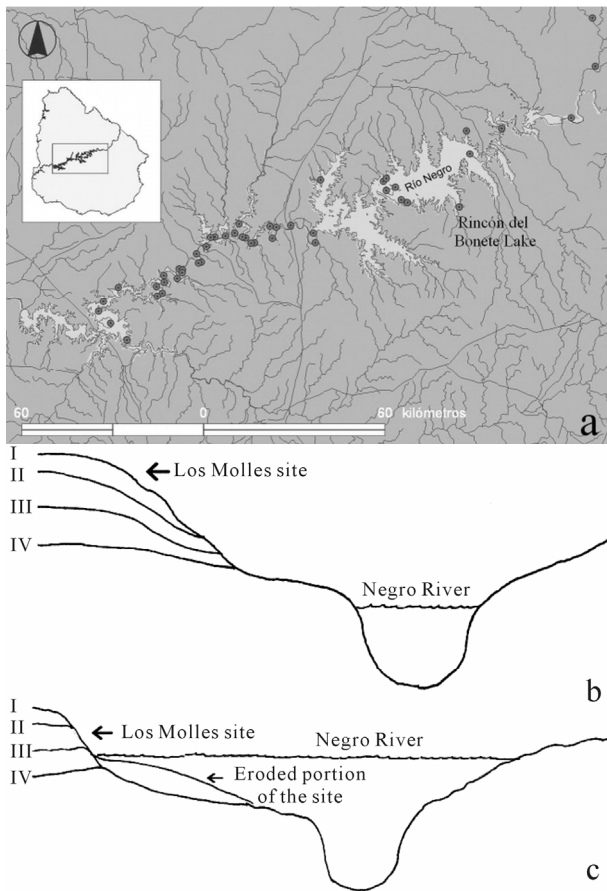 Río Negro
Rincón del
Bonete Lake
60
0
60 kilómetros
a
I
II
III
IV
Los Molles site
Negro River
b
I
II
III
IV
Los Molles site
Negro River
Eroded portion
of the site
c